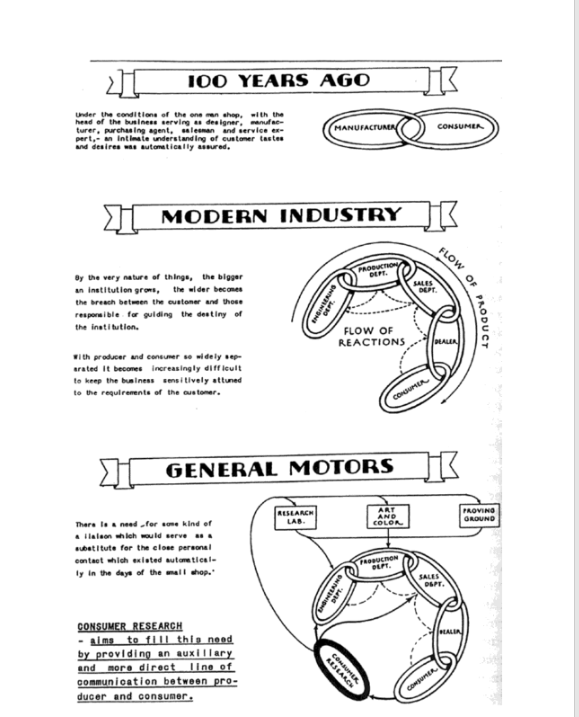 100 YEARS AGO
Under the conditions of the one man shop, with the
head of the business serving as designer, manufac-
turer, purchasing agent, salesman and service ex-
pert,- an intimate understanding of customer tastes
and desires was automatically assured.
MANUFACTURER
CONSUMER
MODERN INDUSTRY
By the very nature of things, the bigger
an institution grows, the wider becomes
the breach between the customer and those
responsible for guiding the destiny of
the institution.
With producer and consumer so widely sep-
arated it becomes increasingly difficult
to keep the business sensitively attuned
to the requirements of the customer.
FLOW OF PRODUCT
ENGINEERING
DEPT.
PRODUCTION
DEPT.
SALES
DEPT.
DEALER
CONSUMER
FLOW OF
REACTIONS
GENERAL MOTORS
There is a need for some kind of
a liaison which would serve as a
substitute for the close personal
contact which existed automatical-
ly in the days of the small shop.
CONSUMER RESEARCH
- aims to fill this need
by providing an auxiliary
and more direct line of
communication between pro-
ducer and consumer.
RESEARCH
LAB.
ART
AND
COLOR
PROVING
GROUND
ENGINEERING
DEPT.
PRODUCTION
DEPT.
SALES
DEPT.
DEALER
CONSUMER
CONSUMER
RESEARCH